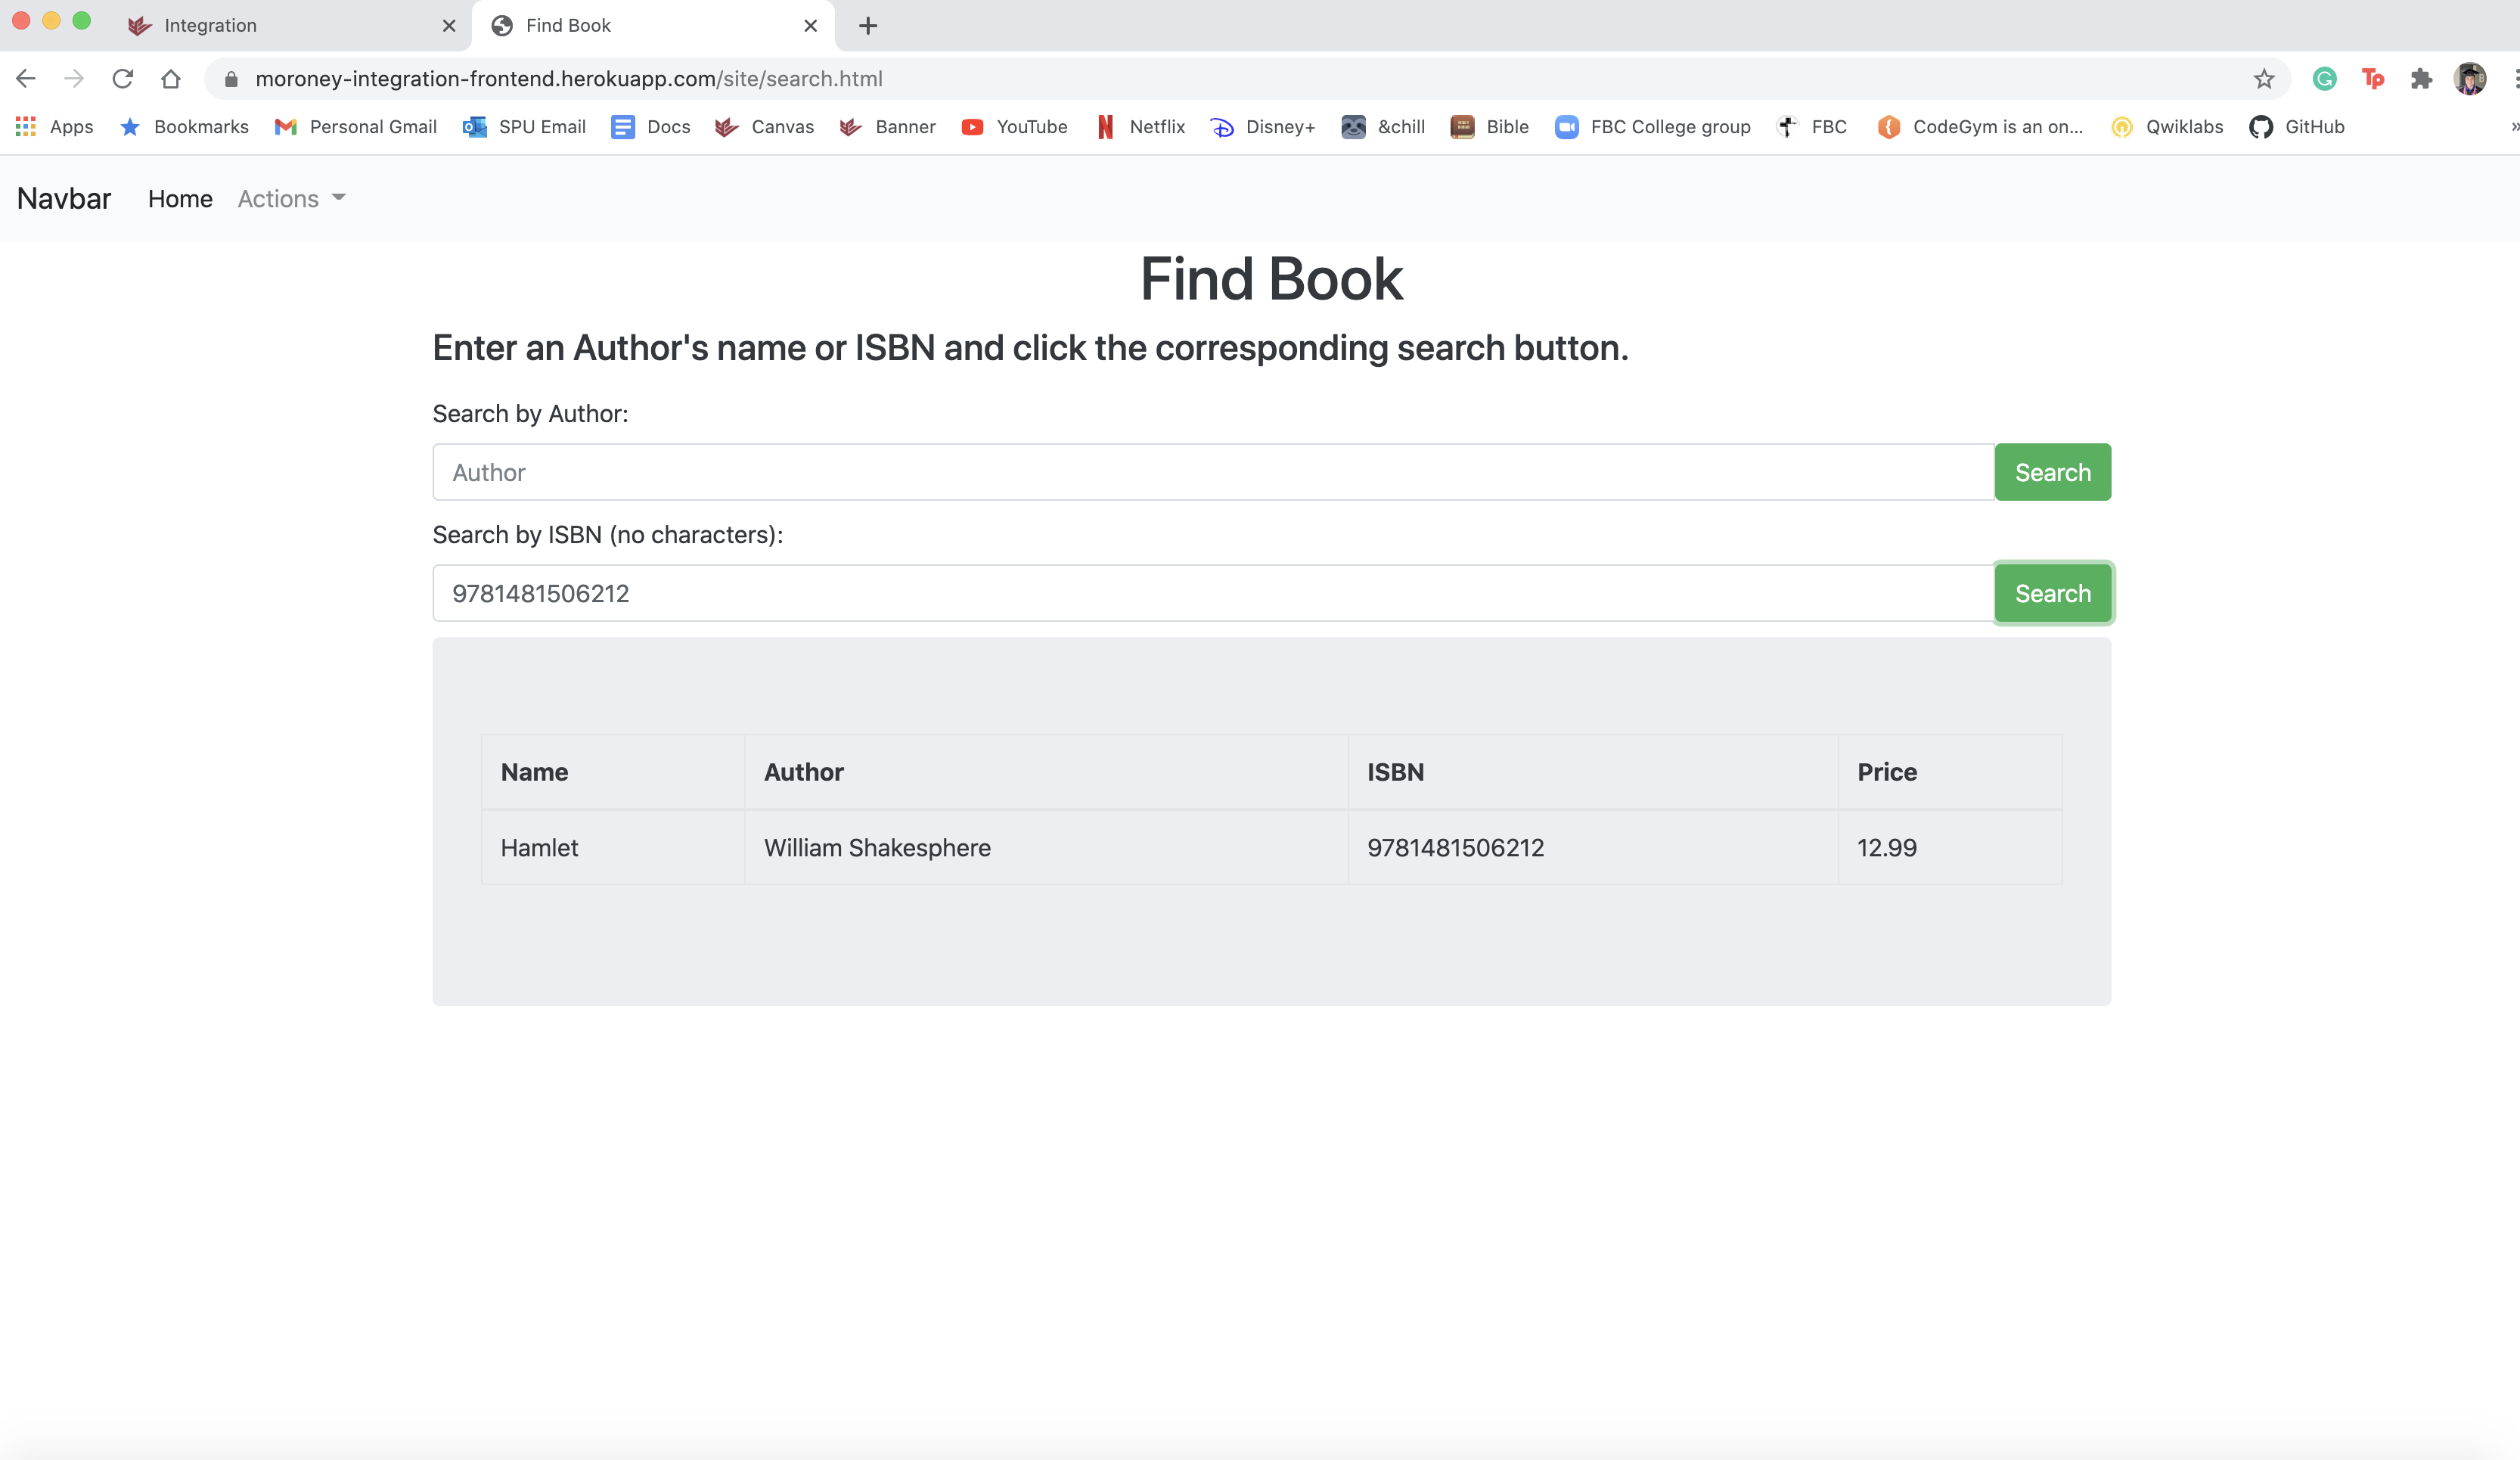 Integration
Find Book
moroney-integration-frontend.herokuapp.com/site/search.html
Apps Bookmarks Personal Gmail SPU Email Docs Canvas Banner YouTube Netflix Disney+ &chill Bible FBC College group FBC CodeGym is an on... Qwiklabs GitHub »
Navbar Home Actions
Find Book
Enter an Author's name or ISBN and click the corresponding search button.
Search by Author:
Author Search
Search by ISBN (no characters):
9781481506212 Search
Name Author ISBN Price
Hamlet William Shakesphere 9781481506212 12.99